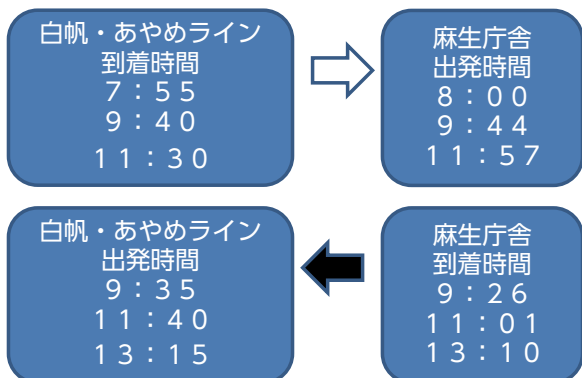 白帆・あやめライン
到着時間
７：５５
９：４０
１１：３０
麻生庁舎
出発時間
８：００
９：４４
１１：５７
白帆・あやめライン
出発時間
９：３５
１１：４０
１３：１５
麻生庁舎
到着時間
９：２６
１１：０１
１３：１０